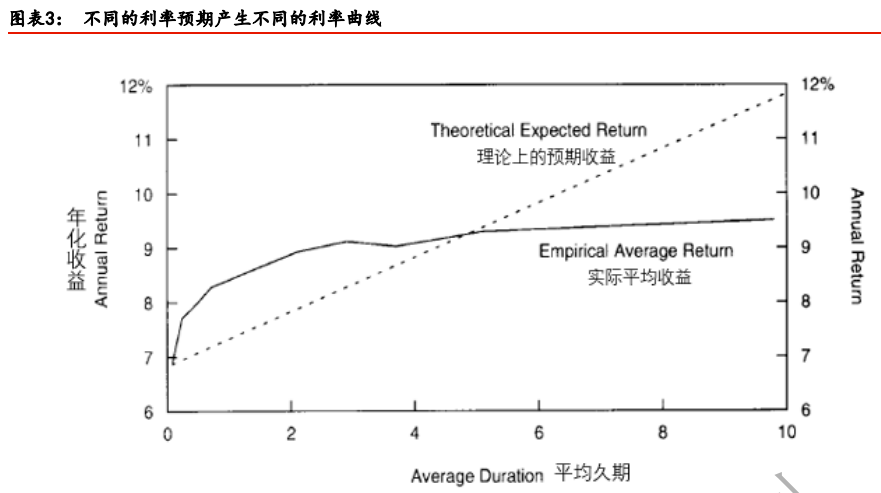 图表3： 不同的利率预期产生不同的利率曲线
12%
11
10
9
8
7
6
年化收益
Annual Return
Theoretical Expected Return
理论上的预期收益
Empirical Average Return
实际平均收益
12%
11
10
9
8
7
6
Annual Return
0 2 4 6 8 10
Average Duration 平均久期